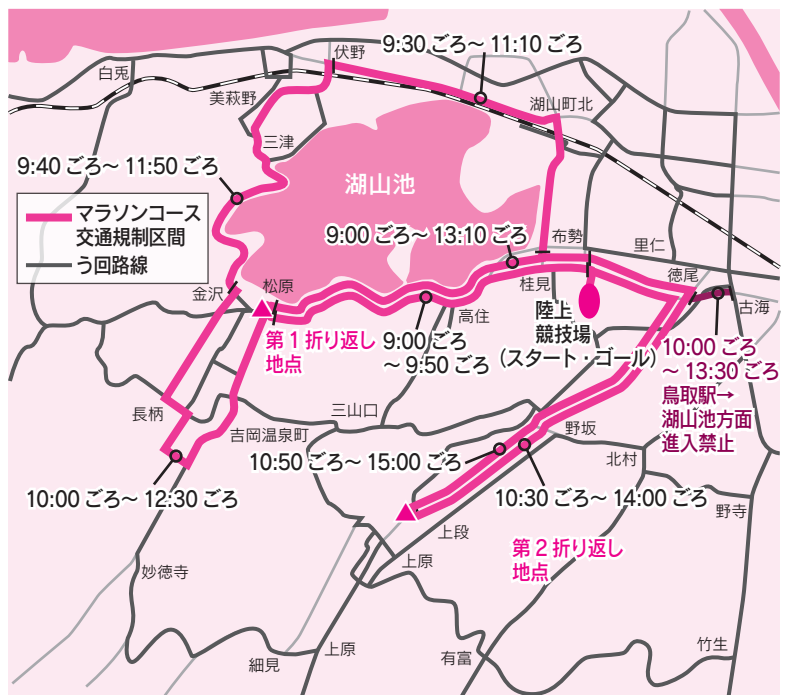 伏野
9:30 ごろ～ 11:10 ごろ
白兎
美萩野
湖山町北
三津
9:40 ごろ～ 11:50 ごろ
湖山池
マラソンコース
交通規制区間
う回路線
9:00 ごろ～ 13:10 ごろ
布勢
里仁
徳尾
金沢
松原
桂見
古海
高住
陸上
競技場
(スタート・ゴール)
第 1 折り返し
地点
9:00 ごろ
～ 9:50 ごろ
10:00 ごろ
～ 13:30 ごろ
鳥取駅→
湖山池方面
進入禁止
長柄
三山口
吉岡温泉町
野坂
北村
10:50 ごろ～ 15:00 ごろ
10:00 ごろ～ 12:30 ごろ
10:30 ごろ～ 14:00 ごろ
野寺
上段
第 2 折り返し
地点
上原
妙徳寺
上原
細見
有富
竹生